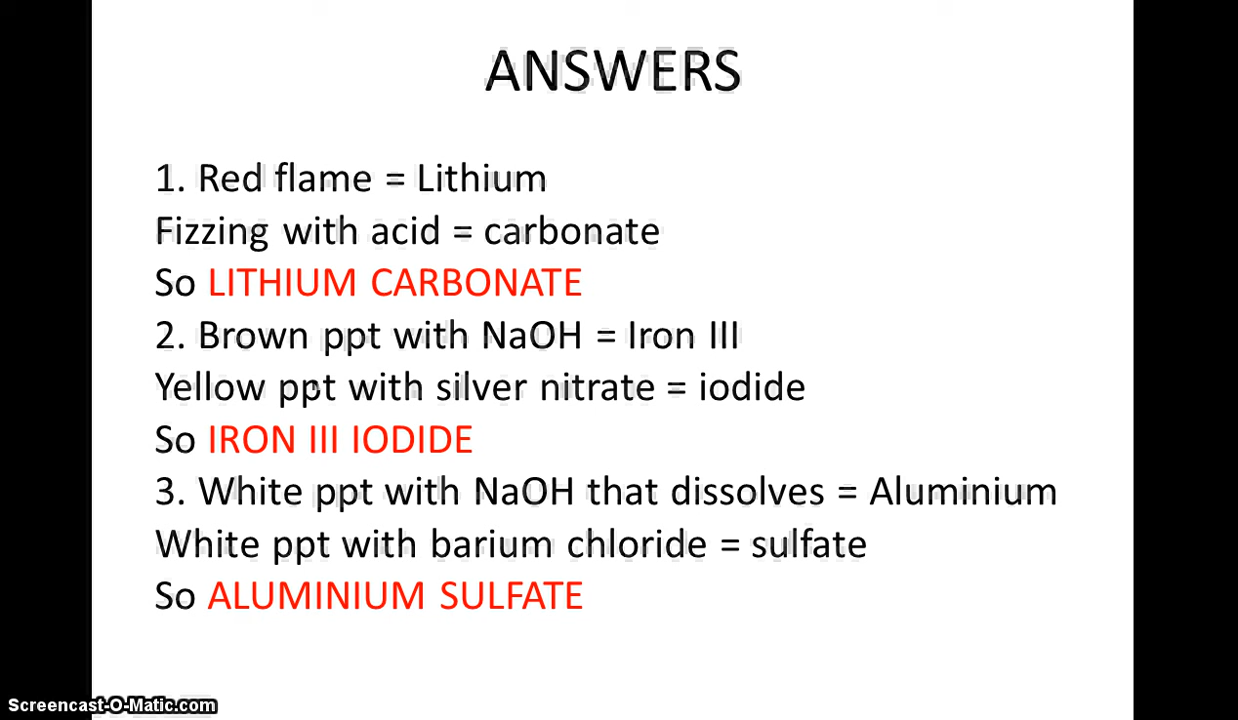 ANSWERS
1. Red flame = Lithium
Fizzing with acid = carbonate
So LITHIUM CARBONATE
2. Brown ppt with NaOH = Iron III
Yellow ppt with silver nitrate = iodide
So IRON III IODIDE
3. White ppt with NaOH that dissolves = Aluminium
White ppt with barium chloride = sulfate
So ALUMINIUM SULFATE
Screencast-O-Matic.com